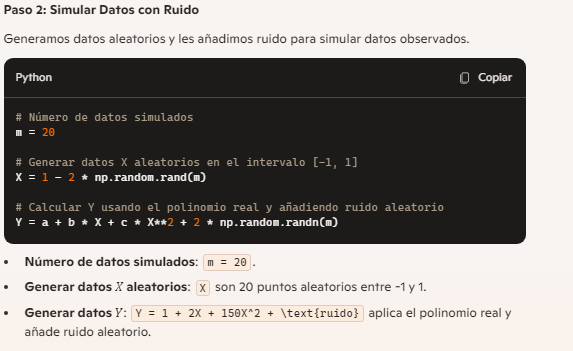 Paso 2: Simular Datos con Ruido
Generamos datos aleatorios y les añadimos ruido para simular datos observados.
Python
Copiar
# Número de datos simulados
m = 20
# Generar datos X aleatorios en el intervalo [-1, 1]
X = 1 - 2 * np.random.rand(m)
# Calcular Y usando el polinomio real y añadiendo ruido aleatorio
Y = a + b * X + c * X**2 + 2 * np.random.randn(m)
• Número de datos simulados: m = 20.
• Generar datos X aleatorios: X son 20 puntos aleatorios entre -1 y 1.
• Generar datos Y: Y = 1 + 2X + 150X^2 + \text{ruido} aplica el polinomio real y
añade ruido aleatorio.